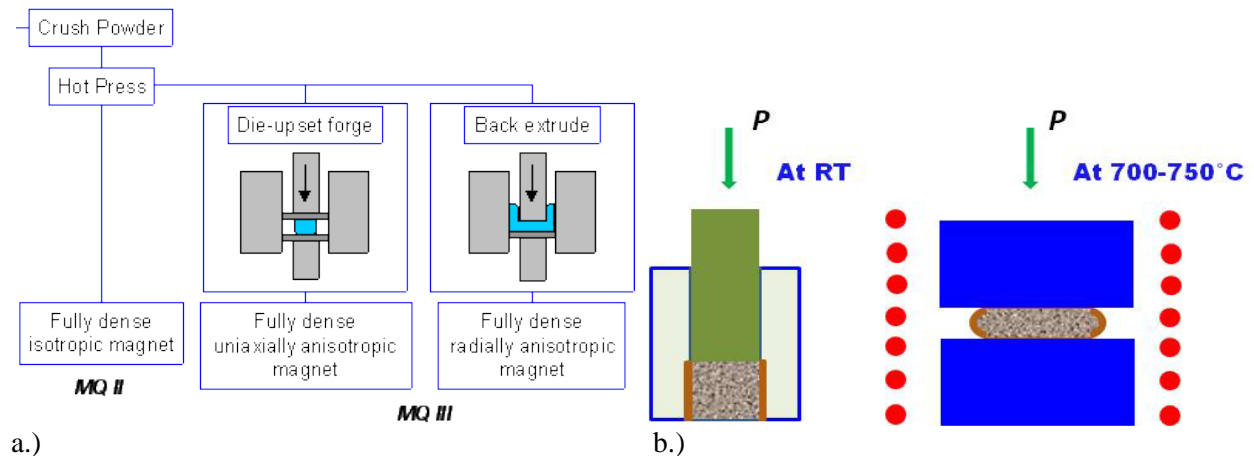 Crush Powder
Hot Press
Die-upset forge
Back extrude
Fully dense
isotropic magnet
Fully dense
uniaxially anisotropic
magnet
Fully dense
radially anisotropic
magnet
MQ II
MQ III
a.)
P
At RT
P
At 700-750°C
b.)